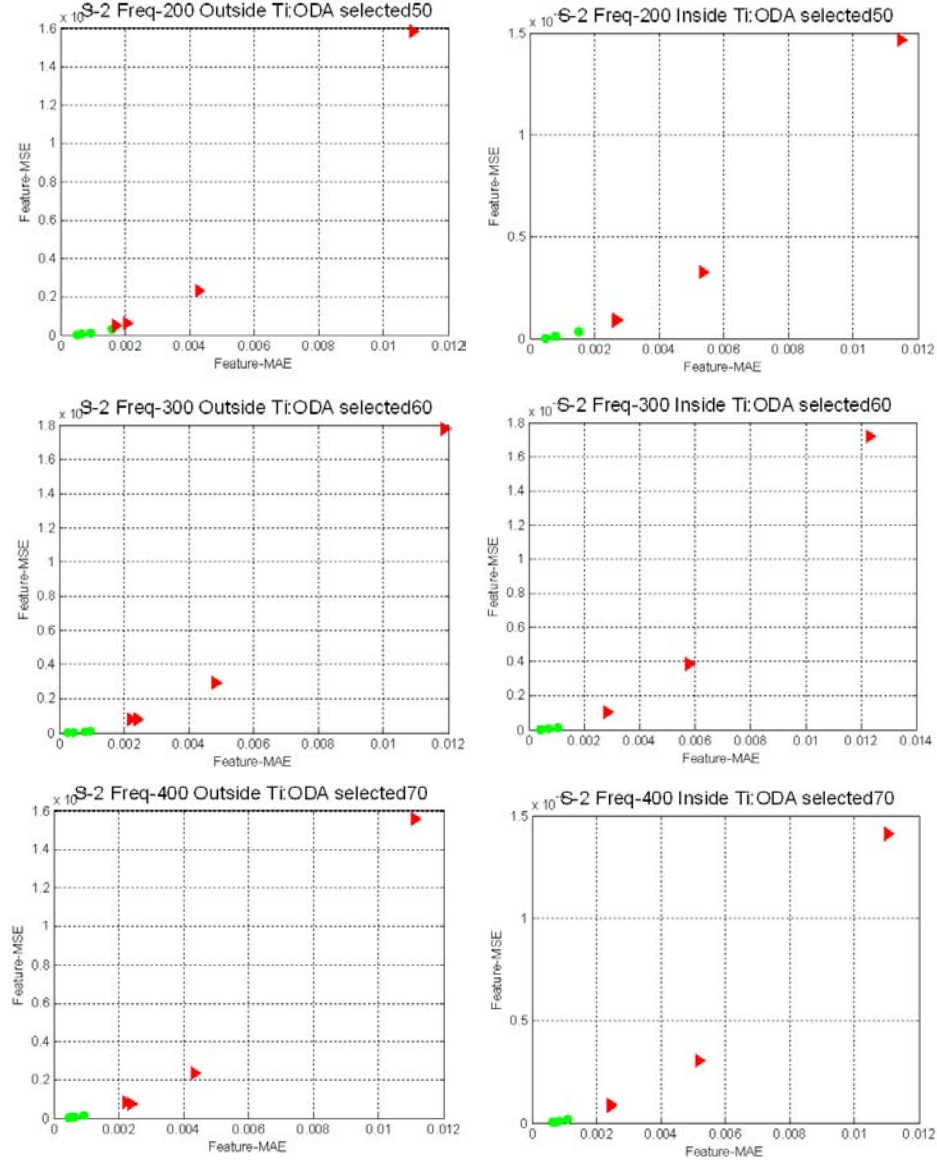 S-2 Freq-200 Outside Ti:ODA selected50
x 10
1.6
1.4
1.2
1
0.8
0.6
0.4
0.2
0
Feature-MSE
0 0.002 0.004 0.006 0.008 0.01 0.012
Feature-MAE
S-2 Freq-200 Inside Ti:ODA selected50
x 10
1.5
1
0.5
0
Feature-MSE
0 0.002 0.004 0.006 0.008 0.01 0.012
Feature-MAE
S-2 Freq-300 Outside Ti:ODA selected60
x 10
1.8
1.6
1.4
1.2
1
0.8
0.6
0.4
0.2
0
Feature-MSE
0 0.002 0.004 0.006 0.008 0.01 0.012
Feature-MAE
S-2 Freq-300 Inside Ti:ODA selected60
x 10
1.8
1.6
1.4
1.2
1
0.8
0.6
0.4
0.2
0
Feature-MSE
0 0.002 0.004 0.006 0.008 0.01 0.012 0.014
Feature-MAE
S-2 Freq-400 Outside Ti:ODA selected70
x 10
1.6
1.4
1.2
1
0.8
0.6
0.4
0.2
0
Feature-MSE
0 0.002 0.004 0.006 0.008 0.01 0.012
Feature-MAE
S-2 Freq-400 Inside Ti:ODA selected70
x 10
1.5
1
0.5
0
Feature-MSE
0 0.002 0.004 0.006 0.008 0.01 0.012
Feature-MAE